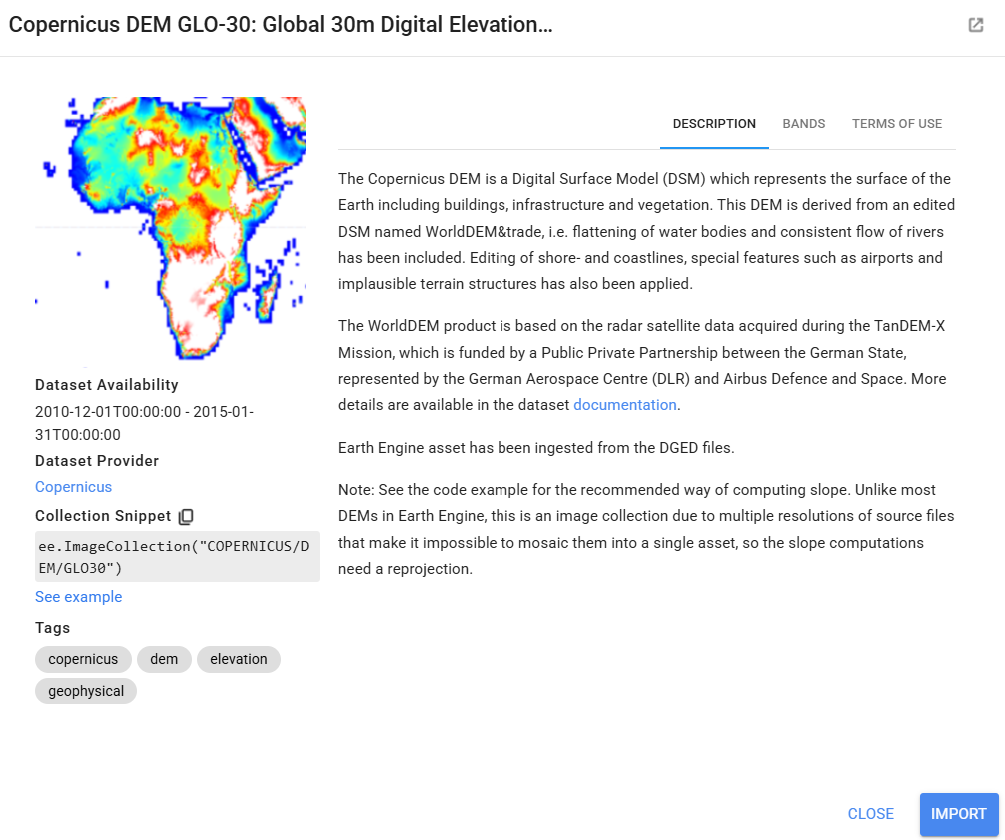 Copernicus DEM GLO-30: Global 30m Digital Elevation...
DESCRIPTION
BANDS
TERMS OF USE
The Copernicus DEM is a Digital Surface Model (DSM) which represents the surface of the
Earth including buildings, infrastructure and vegetation. This DEM is derived from an edited
DSM named WorldDEM&trade, i.e. flattening of water bodies and consistent flow of rivers
has been included. Editing of shore- and coastlines, special features such as airports and
implausible terrain structures has also been applied.
The WorldDEM product is based on the radar satellite data acquired during the TanDEM-X
Mission, which is funded by a Public Private Partnership between the German State,
represented by the German Aerospace Centre (DLR) and Airbus Defence and Space. More
details are available in the dataset documentation.
Earth Engine asset has been ingested from the DGED files.
Note: See the code example for the recommended way of computing slope. Unlike most
DEMs in Earth Engine, this is an image collection due to multiple resolutions of source files
that make it impossible to mosaic them into a single asset, so the slope computations
need a reprojection.
Dataset Availability
2010-12-01T00:00:00 - 2015-01-
31T00:00:00
Dataset Provider
Copernicus
Collection Snippet
ee.ImageCollection("COPERNICUS/D
EM/GLO30")
See example
Tags
copernicus
dem
elevation
geophysical
CLOSE
IMPORT